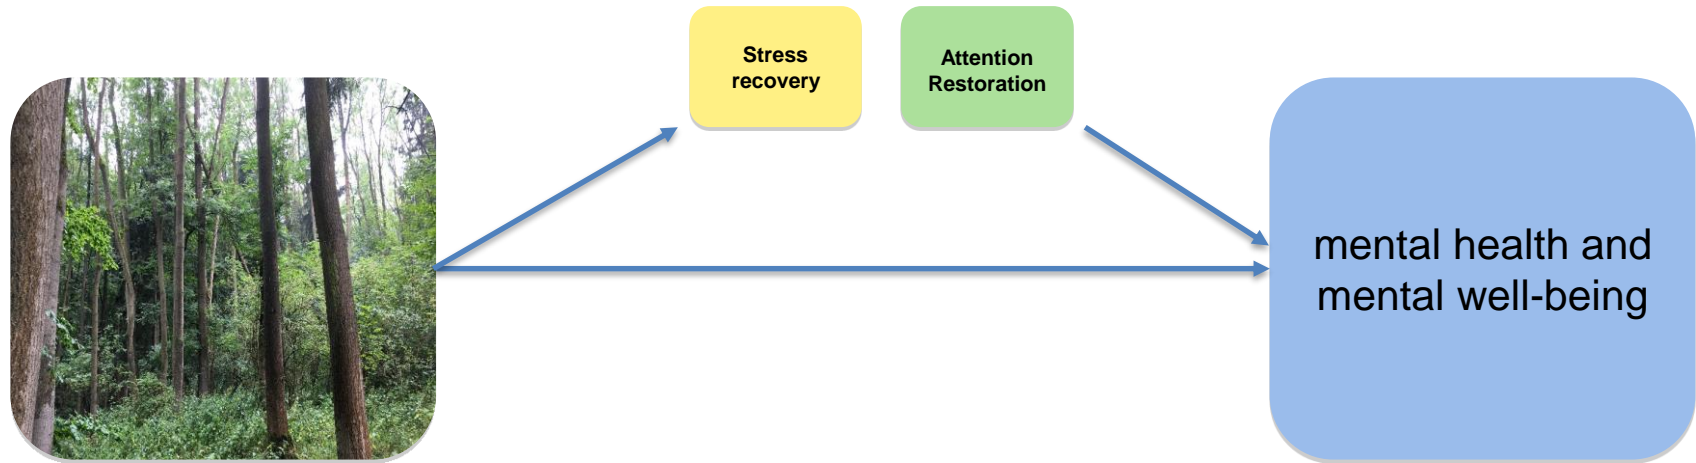 Stress
recovery
Attention
Restoration
mental health and
mental well-being